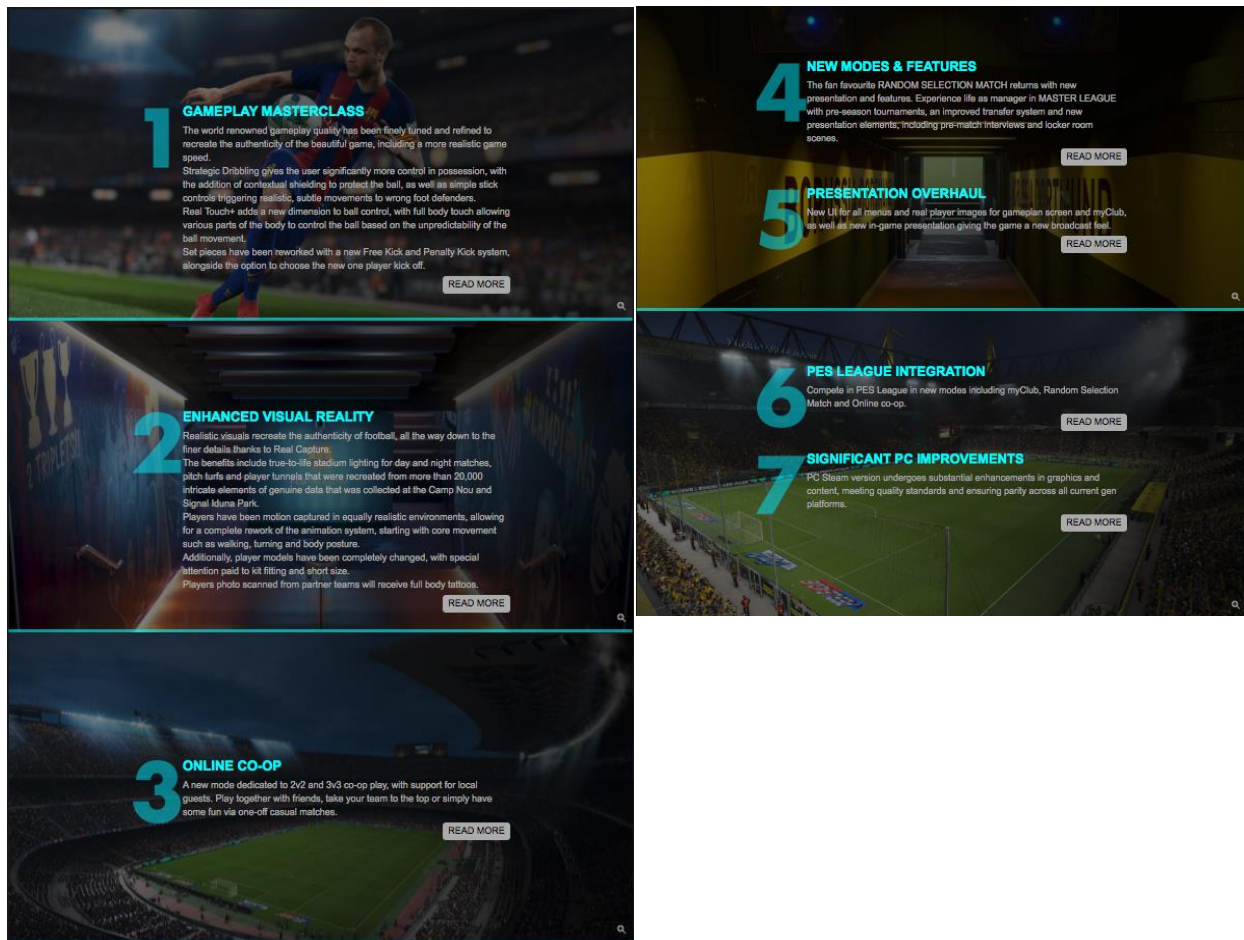 1
GAMEPLAY MASTERCLASS
The world renowned gameplay quality has been finely tuned and refined to
recreate the authenticity of the beautiful game, including a more realistic game
speed.
Strategic Dribbling gives the user significantly more control in possession, with
the addition of contextual shielding to protect the ball, as well as simple stick
controls triggering realistic, subtle movements to wrong foot defenders.
Real Touch+ adds a new dimension to ball control, with full body touch allowing
various parts of the body to control the ball based on the unpredictability of the
ball movement.
Set pieces have been reworked with a new Free Kick and Penalty Kick system,
alongside the option to choose the new one player kick off.
READ MORE
2
ENHANCED VISUAL REALITY
Realistic visuals recreate the authenticity of football, all the way down to the
finer details thanks to Real Capture.
The benefits include true-to-life stadium lighting for day and night matches,
pitch turfs and player tunnels that were recreated from more than 20,000
intricate elements of genuine data that was collected at the Camp Nou and
Signal Iduna Park.
Players have been motion captured in equally realistic environments, allowing
for a complete rework of the animation system, starting with core movement
such as walking, turning and body posture.
Additionally, player models have been completely changed, with special
attention paid to kit fitting and short size.
Players photo scanned from partner teams will receive full body tattoos.
READ MORE
3
ONLINE CO-OP
A new mode dedicated to 2v2 and 3v3 co-op play, with support for local
guests. Play together with friends, take your team to the top or simply have
some fun via one-off casual matches.
READ MORE
4
NEW MODES & FEATURES
The fan favourite RANDOM SELECTION MATCH returns with new
presentation and features. Experience life as manager in MASTER LEAGUE
with pre-season tournaments, an improved transfer system and new
presentation elements, including pre-match interviews and locker room
scenes.
READ MORE
5
PRESENTATION OVERHAUL
New UI for all menus and real player images for gameplan screen and myClub,
as well as new in-game presentation giving the game a new broadcast feel.
READ MORE
6
PES LEAGUE INTEGRATION
Compete in PES League in new modes including myClub, Random Selection
Match and Online co-op.
READ MORE
7
SIGNIFICANT PC IMPROVEMENTS
PC Steam version undergoes substantial enhancements in graphics and
content, meeting quality standards and ensuring parity across all current gen
platforms.
READ MORE